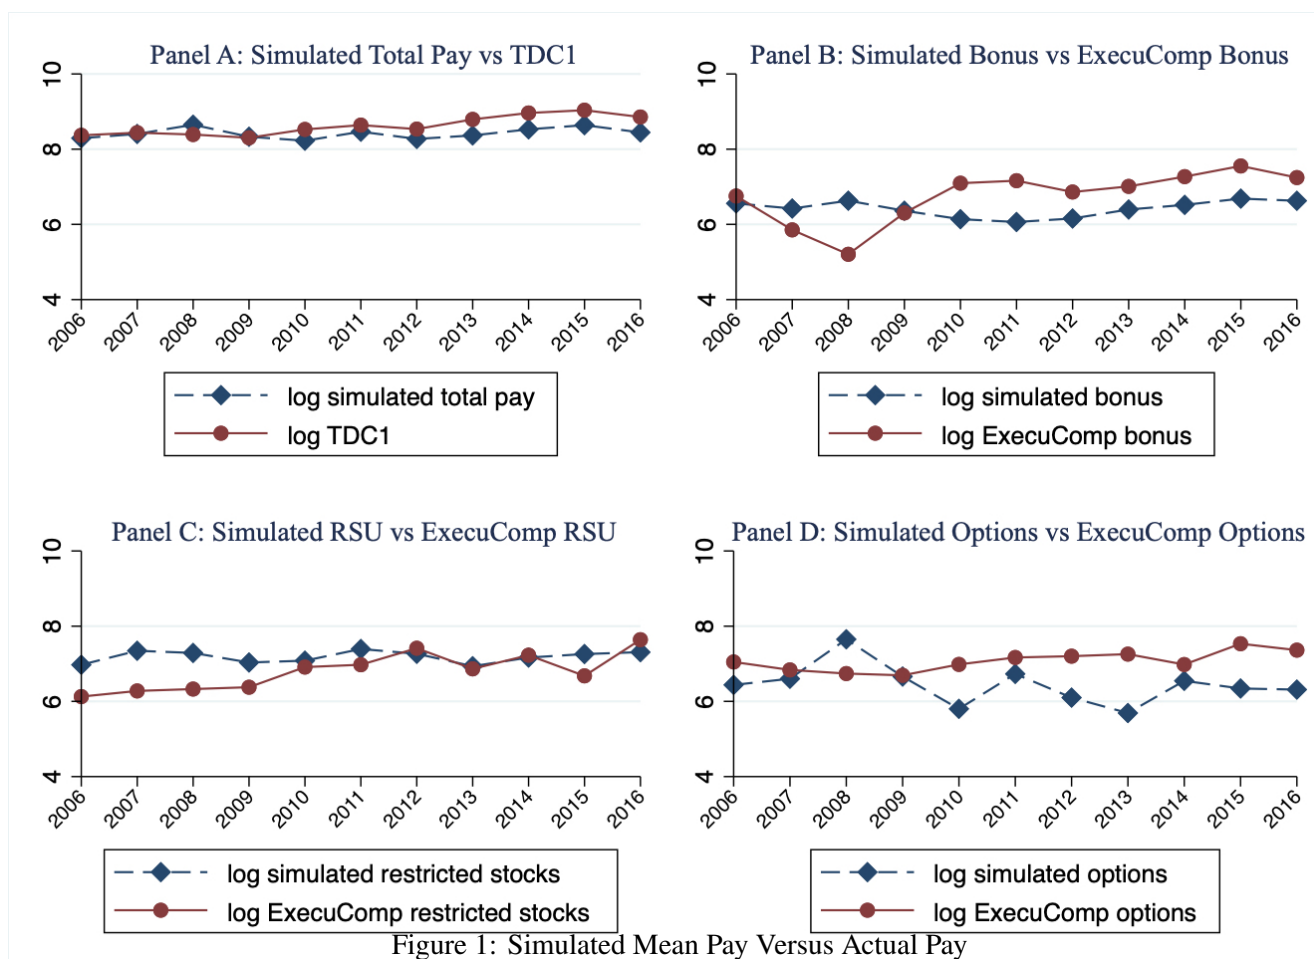 Panel A: Simulated Total Pay vs TDC1
10
8
6
4
2006 2007 2008 2009 2010 2011 2012 2013 2014 2015 2016
log simulated total pay
log TDC1
Panel B: Simulated Bonus vs ExecuComp Bonus
10
8
6
4
2006 2007 2008 2009 2010 2011 2012 2013 2014 2015 2016
log simulated bonus
log ExecuComp bonus
Panel C: Simulated RSU vs ExecuComp RSU
10
8
6
4
2006 2007 2008 2009 2010 2011 2012 2013 2014 2015 2016
log simulated restricted stocks
log ExecuComp restricted stocks
Panel D: Simulated Options vs ExecuComp Options
10
8
6
4
2006 2007 2008 2009 2010 2011 2012 2013 2014 2015 2016
log simulated options
log ExecuComp options
Figure 1: Simulated Mean Pay Versus Actual Pay